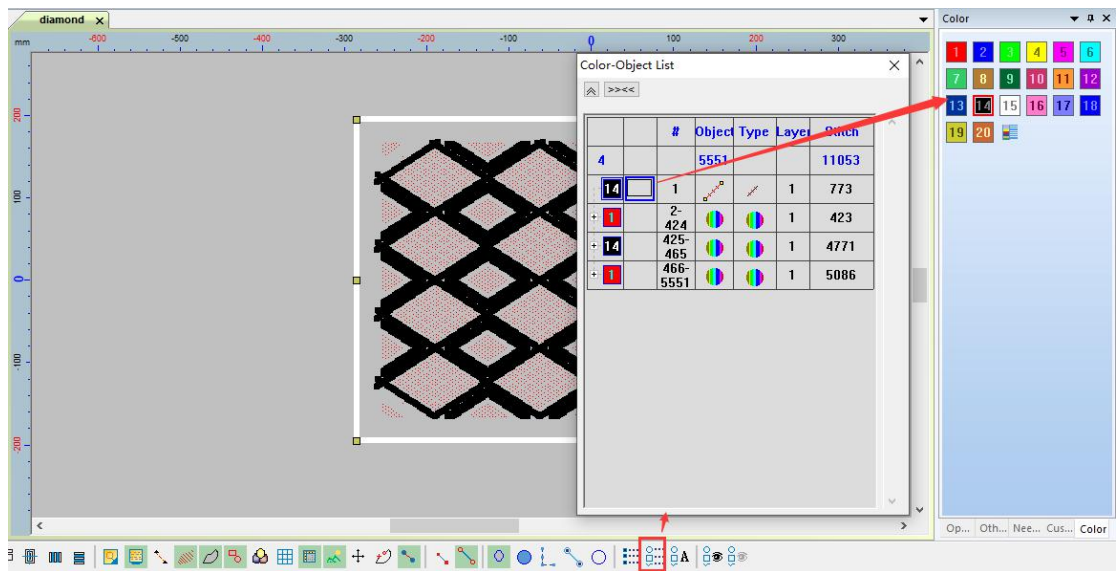 diamond x
Color
mm
-600 -500 -400 -300 -200 -100 0 100 200 300
Color-Object List
>><<
# Object Type Layer Stitch
4 5551 11053
14 1 1 773
1 2-424 1 423
14 425-465 1 4771
1 466-5551 1 5086
1 2 3 4 5 6
7 8 9 10 11 12
13 14 15 16 17 18
19 20
200
100
0
-100
-200
Op... Oth... Nee... Cus... Color
A